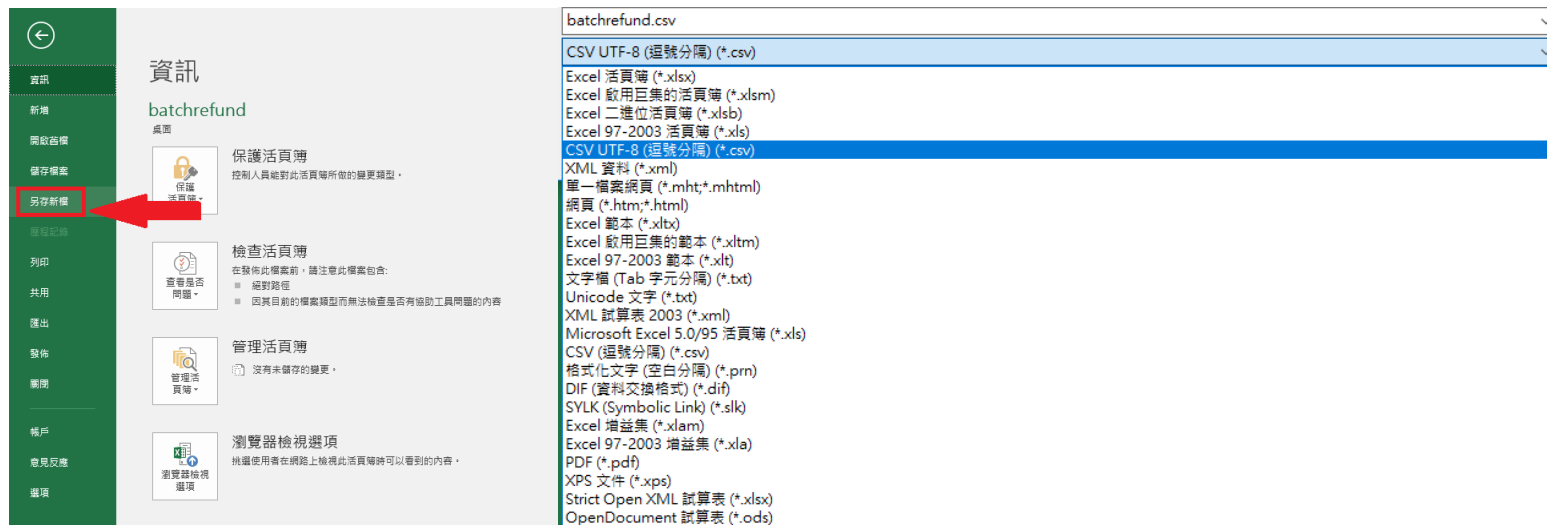 資訊
新增
開啟舊檔
儲存檔案
另存新檔
歷程記錄
列印
共用
匯出
發佈
關閉
帳戶
意見反應
選項
資訊
batchrefund
桌面
保護
活頁簿
保護活頁簿
控制人員能對此活頁簿所做的變更類型。
查看是否
問題
檢查活頁簿
在發佈此檔案前，請注意此檔案包含:
絕對路徑
因其目前的檔案類型而無法檢查是否有協助工具問題的內容
管理活
頁簿
管理活頁簿
沒有未儲存的變更。
瀏覽器檢視
選項
瀏覽器檢視選項
挑選使用者在網路上檢視此活頁簿時可以看到的內容。
batchrefund.csv
CSV UTF-8 (逗號分隔) (*.csv)
Excel 活頁簿 (*.xlsx)
Excel 啟用巨集的活頁簿 (*.xlsm)
Excel 二進位活頁簿 (*.xlsb)
Excel 97-2003 活頁簿 (*.xls)
CSV UTF-8 (逗號分隔) (*.csv)
XML 資料 (*.xml)
單一檔案網頁 (*.mht;*.mhtml)
網頁 (*.htm;*.html)
Excel 範本 (*.xltx)
Excel 啟用巨集的範本 (*.xltm)
Excel 97-2003 範本 (*.xlt)
文字檔 (Tab 字元分隔) (*.txt)
Unicode 文字 (*.txt)
XML 試算表 2003 (*.xml)
Microsoft Excel 5.0/95 活頁簿 (*.xls)
CSV (逗號分隔) (*.csv)
格式化文字 (空白分隔) (*.prn)
DIF (資料交換格式) (*.dif)
SYLK (Symbolic Link) (*.slk)
Excel 增益集 (*.xlam)
Excel 97-2003 增益集 (*.xla)
PDF (*.pdf)
XPS 文件 (*.xps)
Strict Open XML 試算表 (*.xlsx)
OpenDocument 試算表 (*.ods)